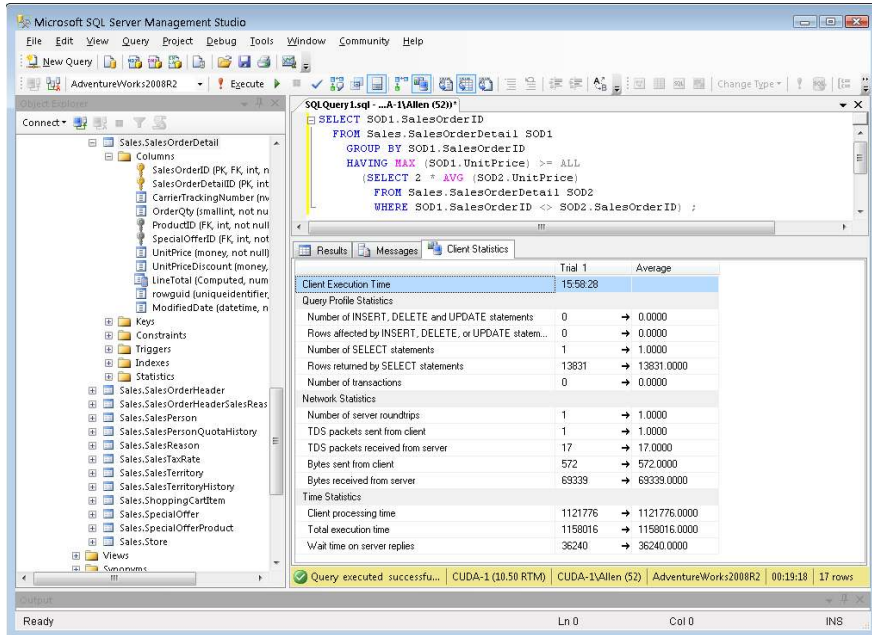 Microsoft SQL Server Management Studio
File Edit View Query Project Debug Tools Window Community Help
New Query
AdventureWorks2008R2 Execute Change Type
Object Explorer
Connect
Sales.SalesOrderDetail
Columns
SalesOrderID (PK, FK, int, n
SalesOrderDetailID (PK, int
CarrierTrackingNumber (nv
OrderQty (smallint, not nu
ProductID (FK, int, not null
SpecialOfferID (FK, int, not
UnitPrice (money, not null)
UnitPriceDiscount (money,
LineTotal (Computed, num
rowguid (uniqueidentifier,
ModifiedDate (datetime, n
Keys
Constraints
Triggers
Indexes
Statistics
Sales.SalesOrderHeader
Sales.SalesOrderHeaderSalesReas
Sales.SalesPerson
Sales.SalesPersonQuotaHistory
Sales.SalesReason
Sales.SalesTaxRate
Sales.SalesTerritory
Sales.SalesTerritoryHistory
Sales.ShoppingCartItem
Sales.SpecialOffer
Sales.SpecialOfferProduct
Sales.Store
Views
Synonyms
SQLQuery1.sql - ...A-1\Allen (52))*
SELECT SOD1.SalesOrderID
FROM Sales.SalesOrderDetail SOD1
GROUP BY SOD1.SalesOrderID
HAVING MAX (SOD1.UnitPrice) >= ALL
(SELECT 2 * AVG (SOD2.UnitPrice)
FROM Sales.SalesOrderDetail SOD2
WHERE SOD1.SalesOrderID <> SOD2.SalesOrderID) ;
Results Messages Client Statistics
Trial 1 Average
Client Execution Time 15:58:28
Query Profile Statistics
Number of INSERT, DELETE and UPDATE statements 0 → 0.0000
Rows affected by INSERT, DELETE, or UPDATE statem... 0 → 0.0000
Number of SELECT statements 1 → 1.0000
Rows returned by SELECT statements 13831 → 13831.0000
Number of transactions 0 → 0.0000
Network Statistics
Number of server roundtrips 1 → 1.0000
TDS packets sent from client 1 → 1.0000
TDS packets received from server 17 → 17.0000
Bytes sent from client 572 → 572.0000
Bytes received from server 69339 → 69339.0000
Time Statistics
Client processing time 1121776 → 1121776.0000
Total execution time 1158016 → 1158016.0000
Wait time on server replies 36240 → 36240.0000
Query executed successfu... CUDA-1 (10.50 RTM) CUDA-1\Allen (52) AdventureWorks2008R2 00:19:18 17 rows
Output
Ready Ln 0 Col 0 INS